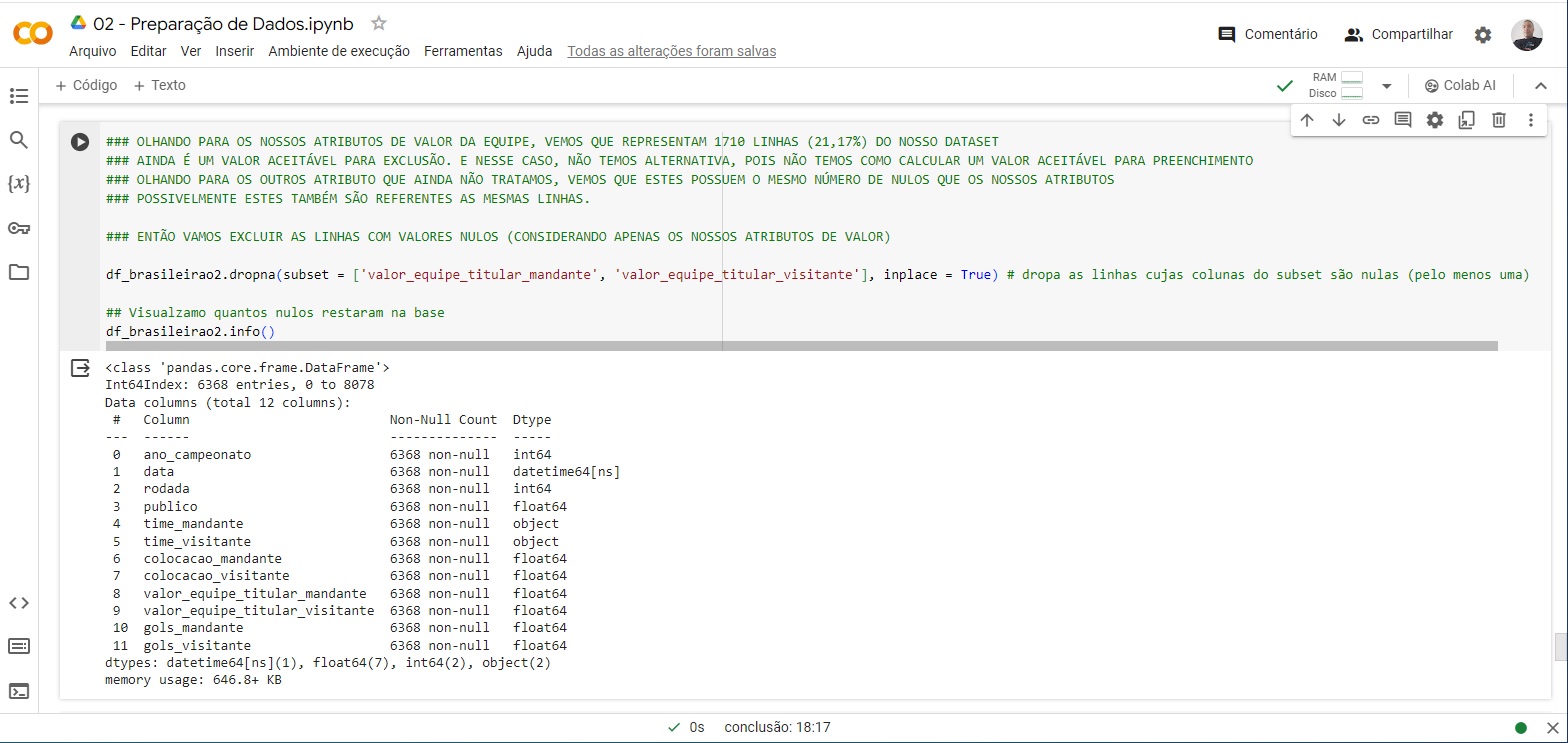 02 - Preparação de Dados.ipynb
Comentário
Compartilhar
Arquivo Editar Ver Inserir Ambiente de execução Ferramentas Ajuda Todas as alterações foram salvas
+ Código + Texto
RAM
Disco
Colab AI
### OLHANDO PARA OS NOSSOS ATRIBUTOS DE VALOR DA EQUIPE, VEMOS QUE REPRESENTAM 1710 LINHAS (21,17%) DO NOSSO DATASET
### AINDA É UM VALOR ACEITÁVEL PARA EXCLUSÃO. E NESSE CASO, NÃO TEMOS ALTERNATIVA, POIS NÃO TEMOS COMO CALCULAR UM VALOR ACEITÁVEL PARA PREENCHIMENTO
### OLHANDO PARA OS OUTROS ATRIBUTO QUE AINDA NÃO TRATAMOS, VEMOS QUE ESTES POSSUEM O MESMO NÚMERO DE NULOS QUE OS NOSSOS ATRIBUTOS
### POSSIVELMENTE ESTES TAMBÉM SÃO REFERENTES AS MESMAS LINHAS.
### ENTÃO VAMOS EXCLUIR AS LINHAS COM VALORES NULOS (CONSIDERANDO APENAS OS NOSSOS ATRIBUTOS DE VALOR)
df_brasileirao2.dropna(subset = ['valor_equipe_titular_mandante', 'valor_equipe_titular_visitante'], inplace = True) # dropa as linhas cujas colunas do subset são nulas (pelo menos uma)
## Visualzamo quantos nulos restaram na base
df_brasileirao2.info()
<class 'pandas.core.frame.DataFrame'>
Int64Index: 6368 entries, 0 to 8078
Data columns (total 12 columns):
# Column Non-Null Count Dtype
--- ------ -------------- -----
0 ano_campeonato 6368 non-null int64
1 data 6368 non-null datetime64[ns]
2 rodada 6368 non-null int64
3 publico 6368 non-null float64
4 time_mandante 6368 non-null object
5 time_visitante 6368 non-null object
6 colocacao_mandante 6368 non-null float64
7 colocacao_visitante 6368 non-null float64
8 valor_equipe_titular_mandante 6368 non-null float64
9 valor_equipe_titular_visitante 6368 non-null float64
10 gols_mandante 6368 non-null float64
11 gols_visitante 6368 non-null float64
dtypes: datetime64[ns](1), float64(7), int64(2), object(2)
memory usage: 646.8+ KB
0s conclusão: 18:17